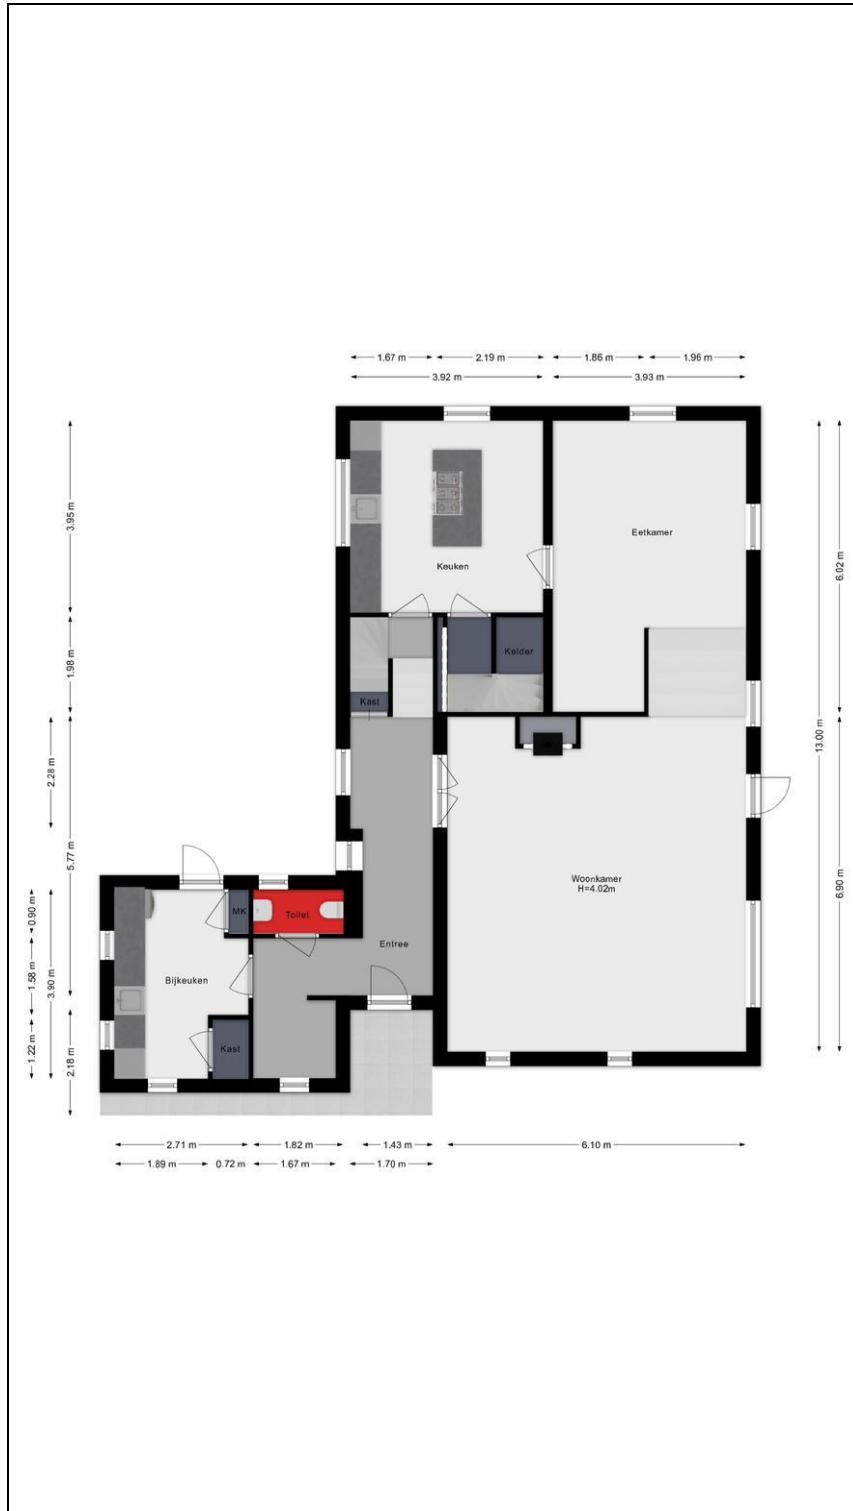 1.67 m
2.19 m
1.86 m
1.96 m
3.92 m
3.93 m
3.95 m
1.98 m
5.77 m
2.18 m
2.28 m
3.90 m
0.90 m
1.58 m
1.22 m
Keuken
Eetkamer
Kelder
Kast
Woonkamer
H=4.02m
MK
Toilet
Entree
Bijkeuken
Kast
13.00 m
6.02 m
6.90 m
2.71 m
1.82 m
1.43 m
6.10 m
1.89 m
0.72 m
1.67 m
1.70 m